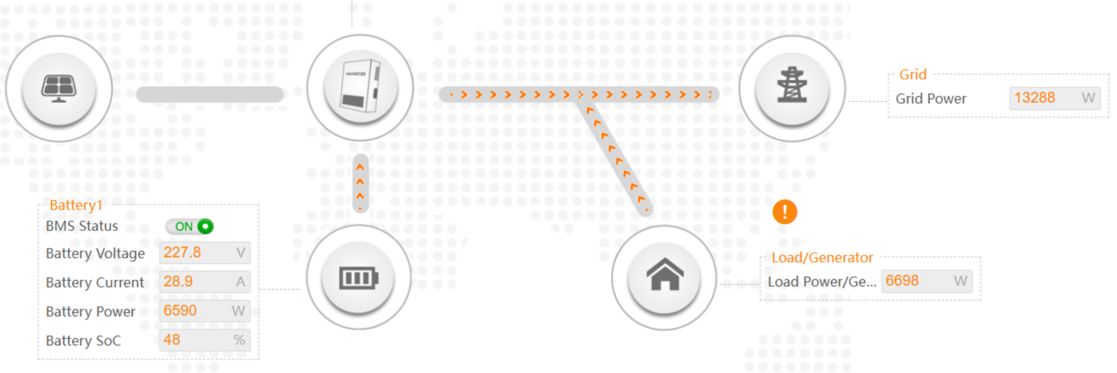 INVERTER
Grid
Grid Power 13288 W
Battery1
BMS Status ON
Battery Voltage 227.8 V
Battery Current 28.9 A
Battery Power 6590 W
Battery SoC 48 %
!
Load/Generator
Load Power/Ge... 6698 W